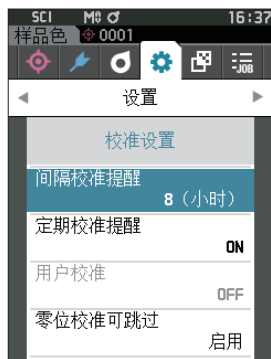 SCI M0 16:37
样品色 0001
JOB
设置
校准设置
间隔校准提醒
8（小时）
定期校准提醒
ON
用户校准
OFF
零位校准可跳过
启用